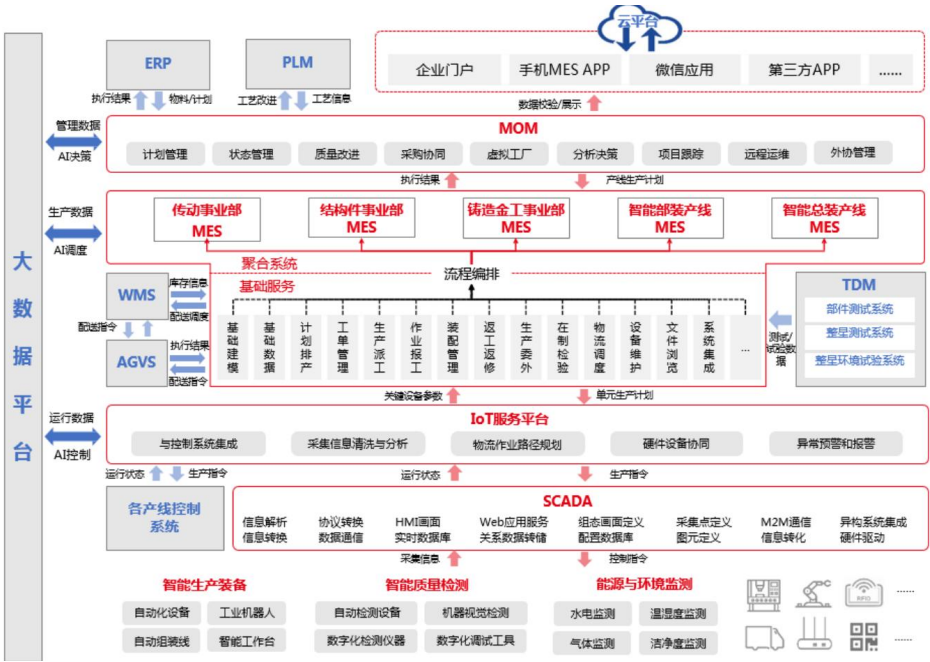 云平台
企业门户
手机MES APP
微信应用
第三方APP
......
ERP
PLM
执行结果
物料/计划
工艺改进
工艺信息
数据校验/展示
大数据平台
管理数据
AI决策
MOM
计划管理
状态管理
质量改进
采购协同
虚拟工厂
分析决策
项目跟踪
远程运维
外协管理
执行结果
产线生产计划
生产数据
AI调度
传动事业部
MES
结构件事业部
MES
铸造金工事业部
MES
智能部装产线
MES
智能总装产线
MES
聚合系统
流程编排
基础服务
WMS
库存信息
配送调度
配送指令
AGVS
执行结果
配送指令
基础建模
基础数据
计划排产
工单管理
生产派工
作业报工
装配管理
返工返修
生产委外
在制检验
物流调度
设备维护
文件浏览
系统集成
...
测试/
试验数
据
TDM
部件测试系统
整星测试系统
整星环境试验系统
关键设备参数
单元生产计划
运行数据
AI控制
IoT服务平台
与控制系统集成
采集信息清洗与分析
物流作业路径规划
硬件设备协同
异常预警和报警
运行状态
生产指令
运行状态
生产指令
各产线控制
系统
SCADA
信息解析
信息转换
协议转换
数据通信
HMI画面
实时数据库
Web应用服务
关系数据转储
组态画面定义
配置数据库
采集点定义
图元定义
M2M通信
信息转化
异构系统集成
硬件驱动
采集信息
控制指令
智能生产装备
自动化设备
工业机器人
自动组装线
智能工作台
智能质量检测
自动检测设备
机器视觉检测
数字化检测仪器
数字化调试工具
能源与环境监测
水电监测
温湿度监测
气体监测
洁净度监测
RFID
......
......